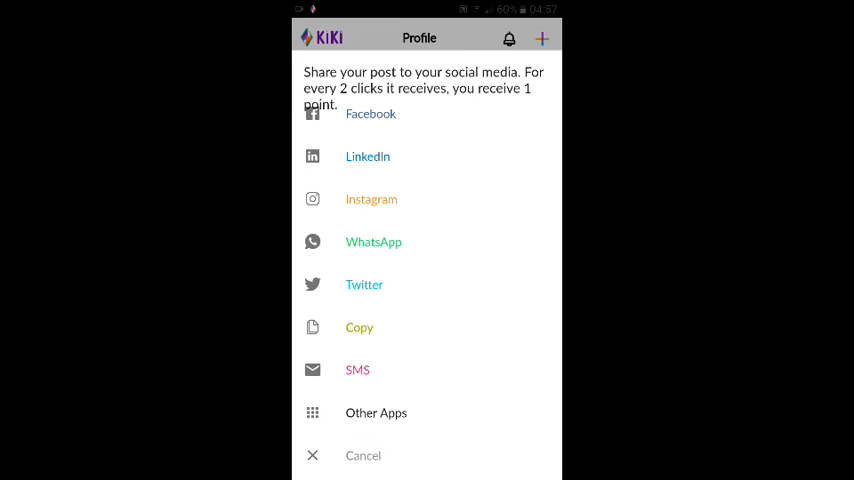 60% 04:57
KiKi Profile
Share your post to your social media. For
every 2 clicks it receives, you receive 1
point.
Facebook
LinkedIn
Instagram
WhatsApp
Twitter
Copy
SMS
Other Apps
Cancel